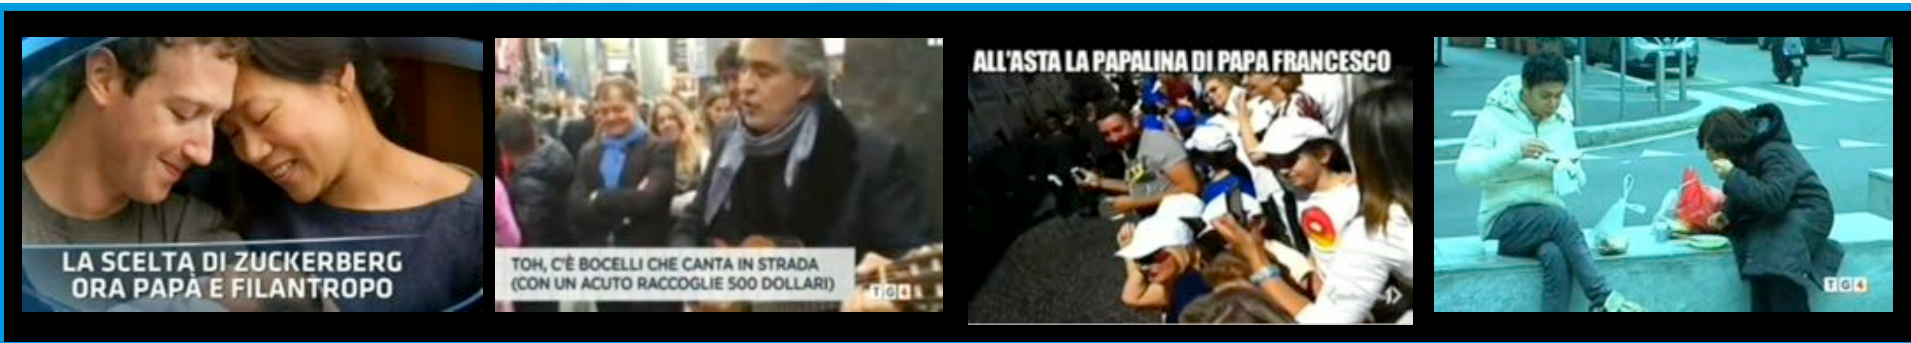 LA SCELTA DI ZUCKERBERG
ORA PAPÀ E FILANTROPO
TOH, C'È BOCELLI CHE CANTA IN STRADA
(CON UN ACUTO RACCOGLIE 500 DOLLARI)
TG4
ALL'ASTA LA PAPALINA DI PAPA FRANCESCO
TG4